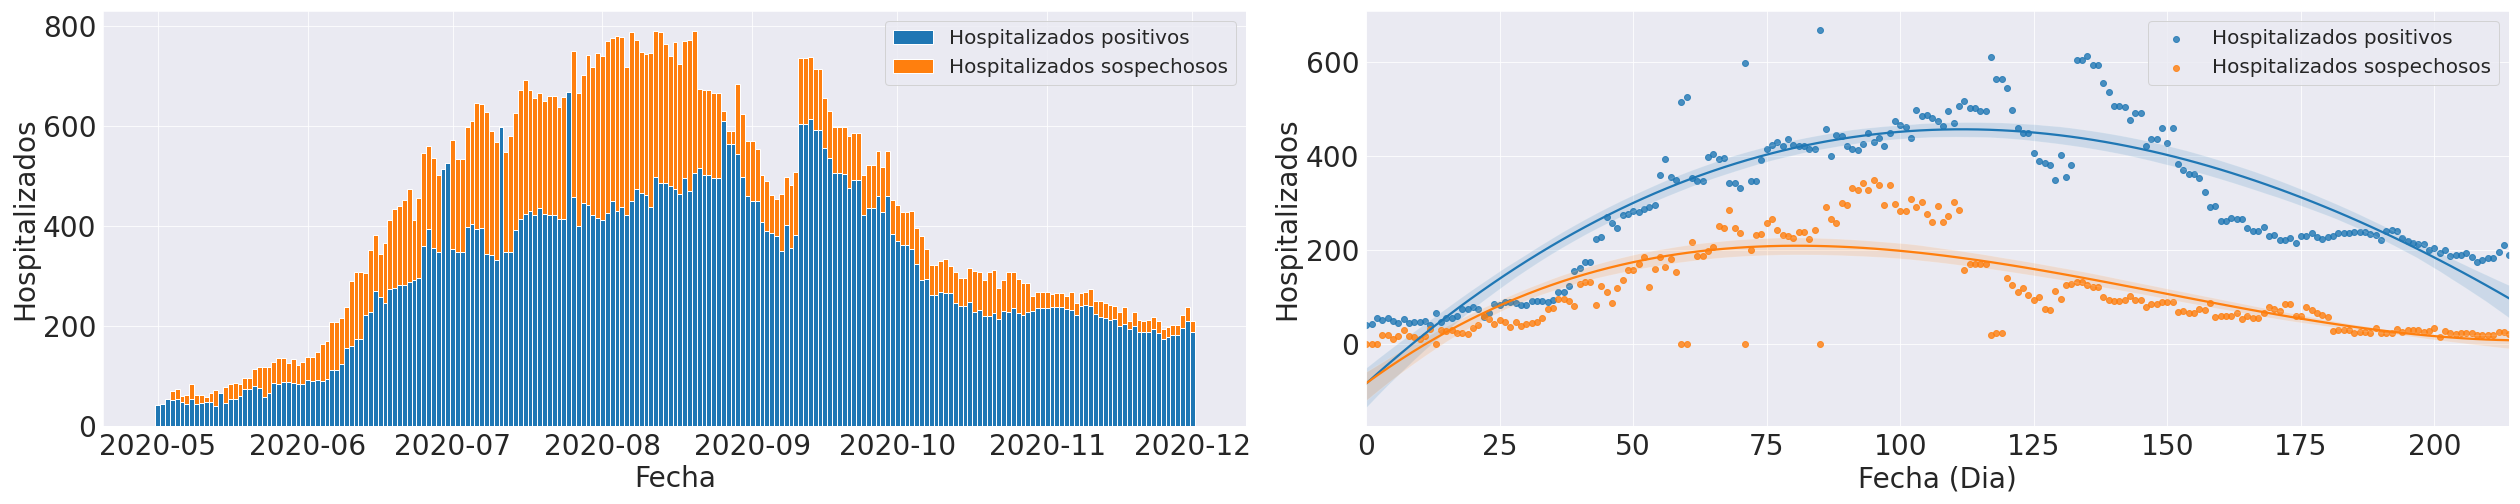 Hospitalizados
800
600
400
200
0
Hospitalizados positivos
Hospitalizados sospechosos
2020-05 2020-06 2020-07 2020-08 2020-09 2020-10 2020-11 2020-12
Fecha
Hospitalizados
600
400
200
0
Hospitalizados positivos
Hospitalizados sospechosos
0 25 50 75 100 125 150 175 200
Fecha (Dia)